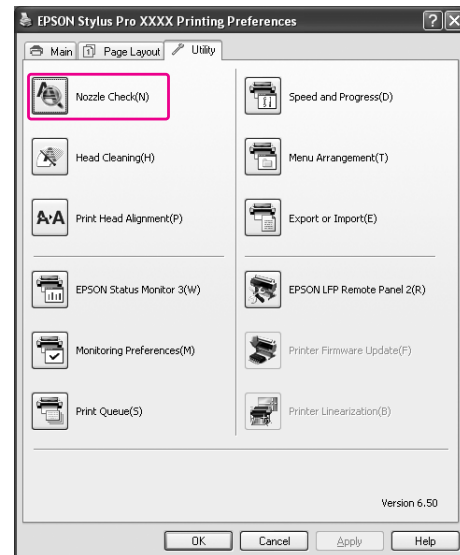 EPSON Stylus Pro XXXX Printing Preferences
Main Page Layout Utility
Nozzle Check(N)
Speed and Progress(D)
Head Cleaning(H)
Menu Arrangement(T)
Print Head Alignment(P)
Export or Import(E)
EPSON Status Monitor 3(W)
EPSON LFP Remote Panel 2(R)
Monitoring Preferences(M)
Printer Firmware Update(F)
Print Queue(S)
Printer Linearization(B)
Version 6.50
OK Cancel Apply Help